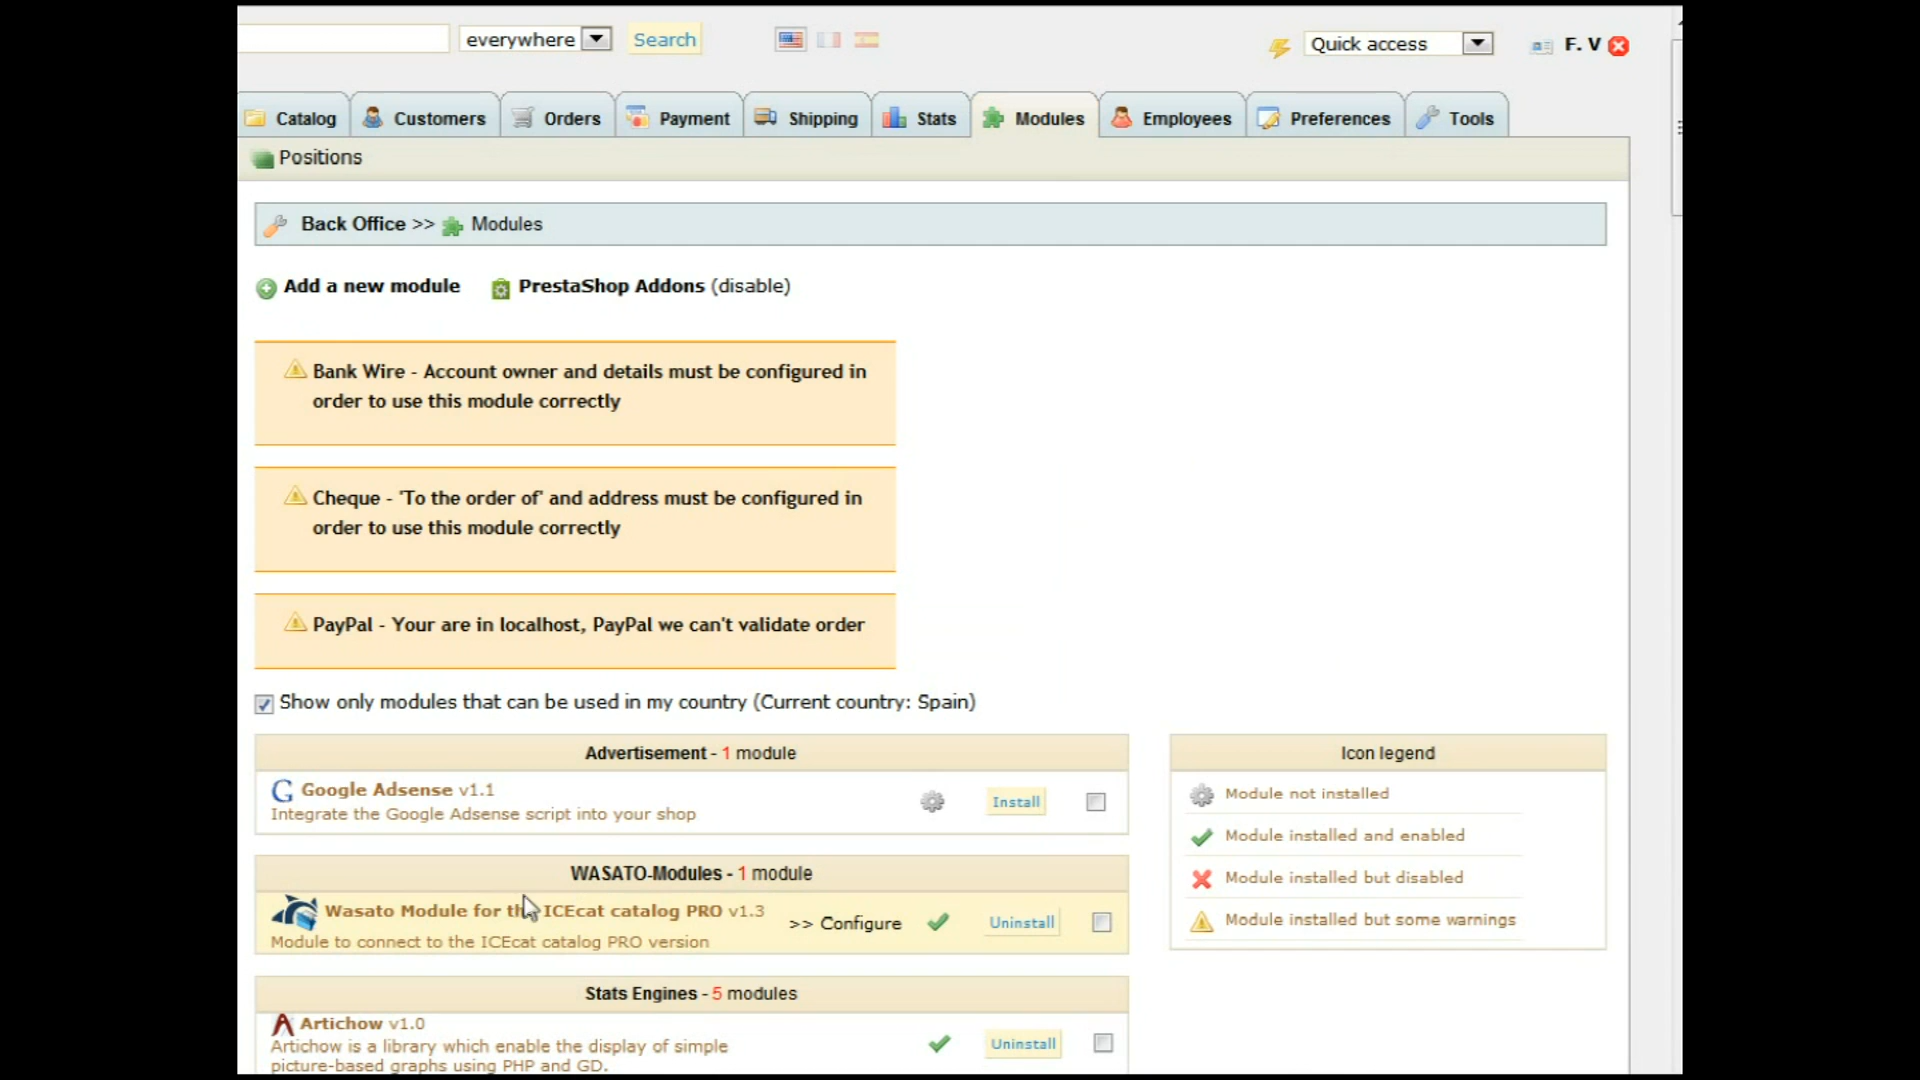 everywhere Search Quick access F. V
Catalog Customers Orders Payment Shipping Stats Modules Employees Preferences Tools
Positions
Back Office >> Modules
Add a new module PrestaShop Addons (disable)
Bank Wire - Account owner and details must be configured in
order to use this module correctly
Cheque - 'To the order of' and address must be configured in
order to use this module correctly
PayPal - Your are in localhost, PayPal we can't validate order
Show only modules that can be used in my country (Current country: Spain)
Advertisement - 1 module
Google Adsense v1.1
Integrate the Google Adsense script into your shop
Install
WASATO-Modules - 1 module
Wasato Module for the ICEcat catalog PRO v1.3
Module to connect to the ICEcat catalog PRO version
>> Configure Uninstall
Stats Engines - 5 modules
Artichow v1.0
Artichow is a library which enable the display of simple
picture-based graphs using PHP and GD.
Uninstall
Icon legend
Module not installed
Module installed and enabled
Module installed but disabled
Module installed but some warnings